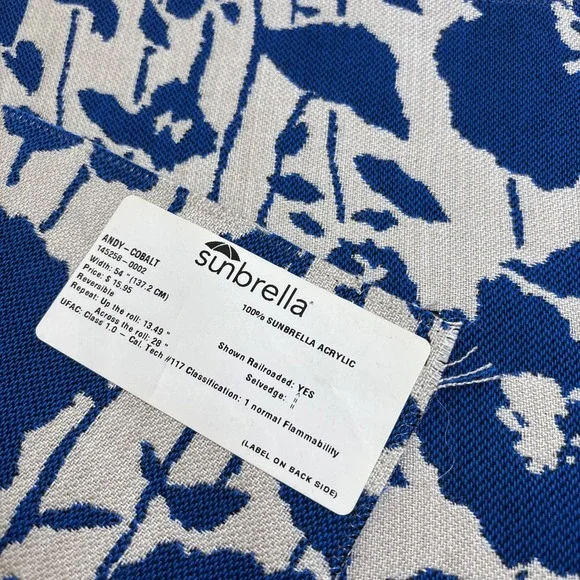 ANDY-COBALT
145258-0002
Width: 54 " (137.2 CM)
Price: $ 15.95
Reversible
Repeat: Up the roll: 13.49 "
Across the roll: 28 "
UFAC: Class 1.0 - Cal. Tech #117 Classification: 1 normal Flammability
sunbrella®
100% SUNBRELLA ACRYLIC
Shown Railroaded: YES
Selvedge:
(LABEL ON BACK SIDE)